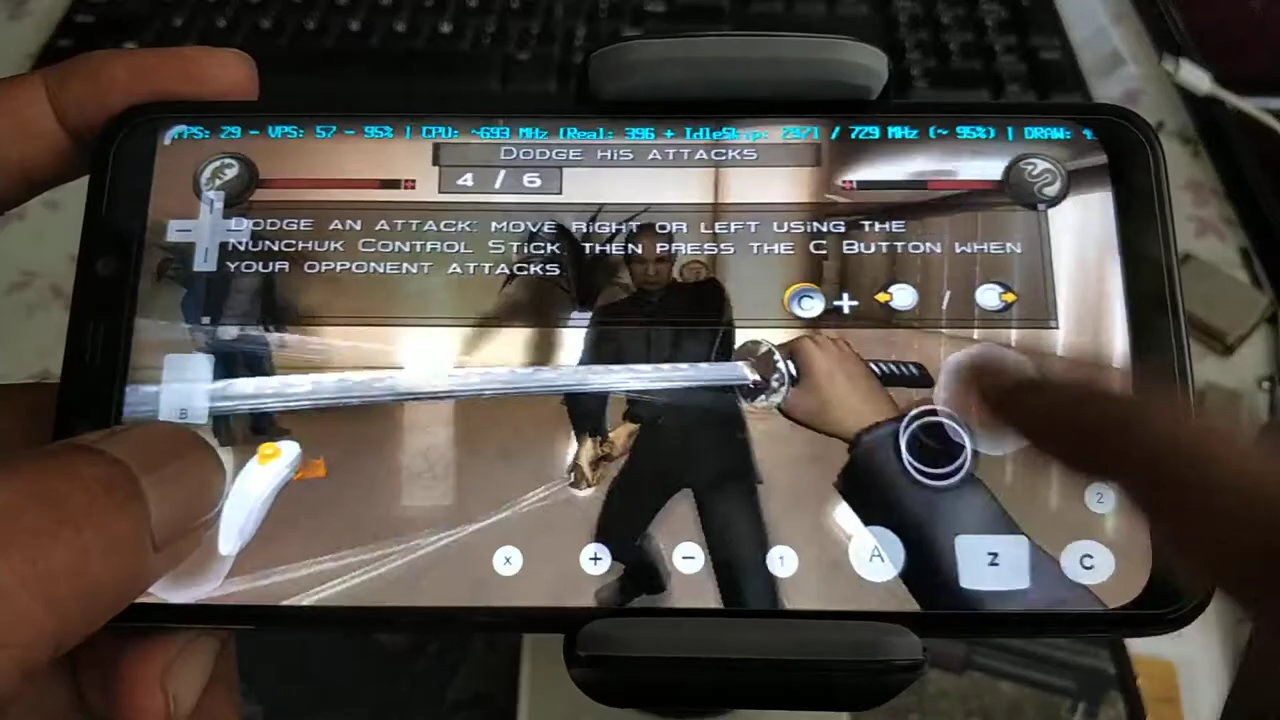 FPS: 29 - VPS: 57 - 95% | CPU: ~693 MHz [Real: 396 + IdleSkip: 297] / 729 MHz (~ 95%) | DRAW:
DODGE HIS ATTACKS
4 / 6
DODGE AN ATTACK: MOVE RIGHT OR LEFT USING THE
NUNCHUK CONTROL STICK, THEN PRESS THE C BUTTON WHEN
YOUR OPPONENT ATTACKS.
C + /
B
2
X + - 1 A Z C